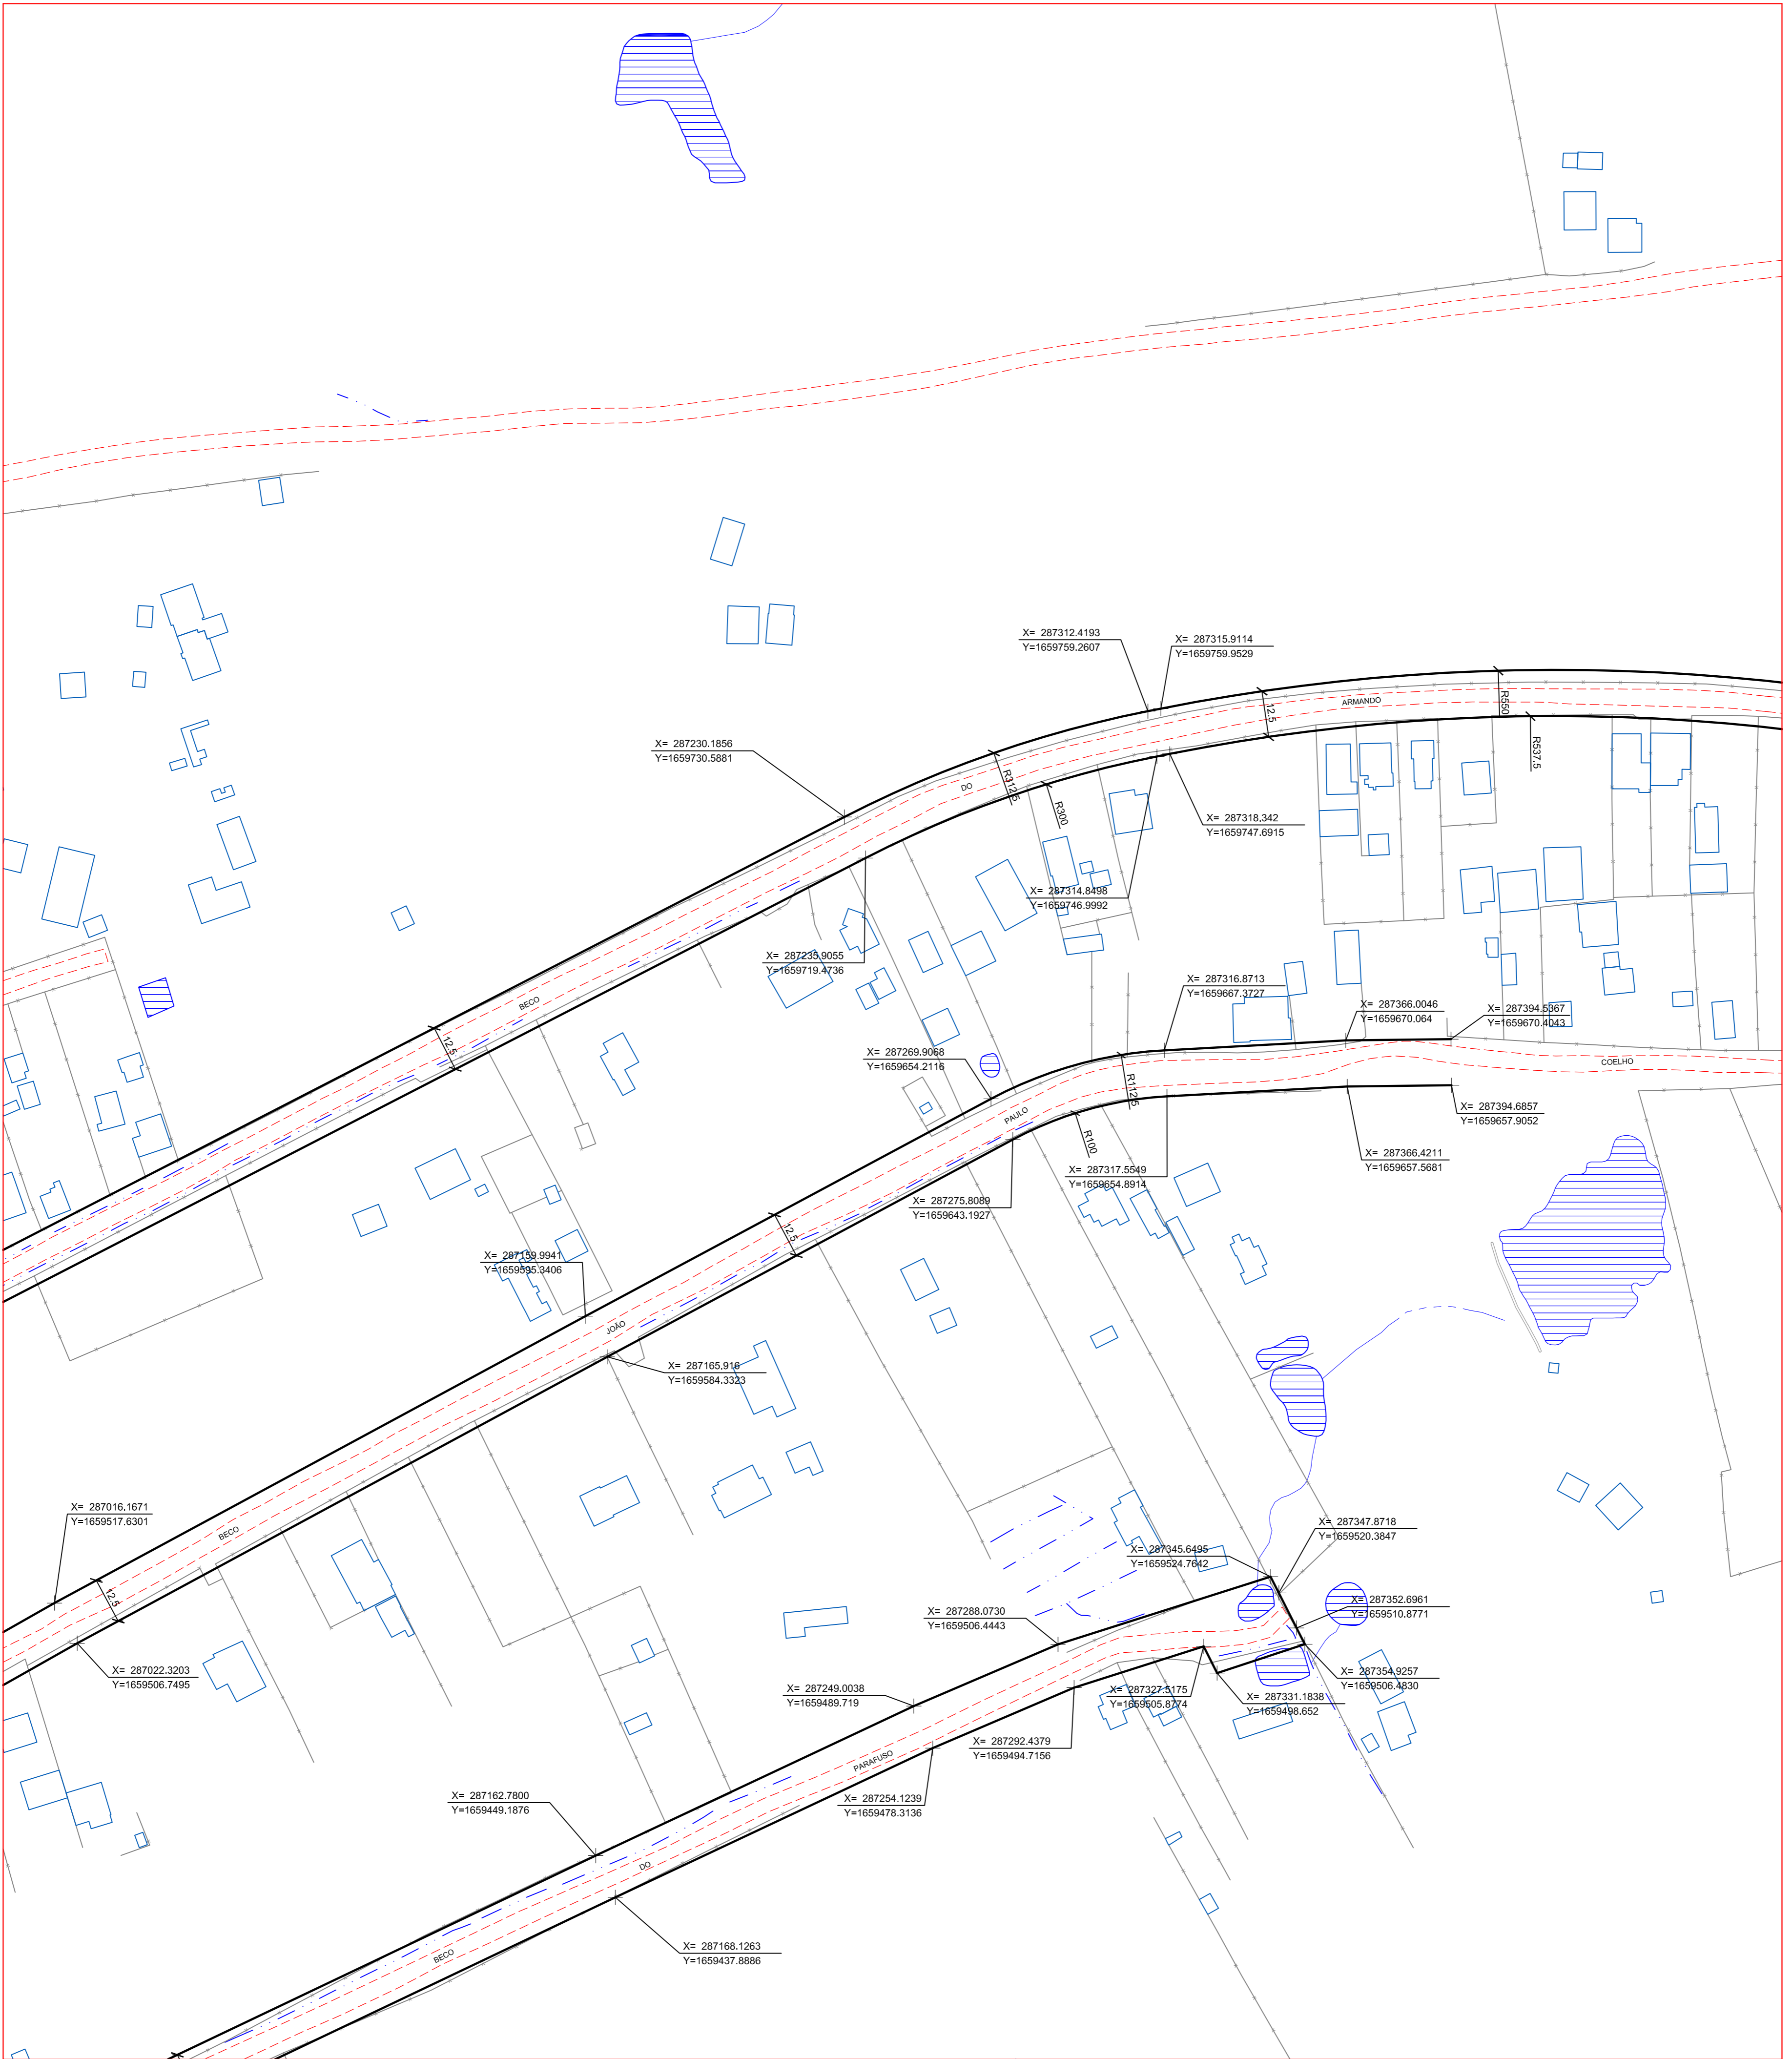 X= 287312.4193
Y=1659759.2607
X= 287315.9114
Y=1659759.9529
ARMANDO
R550
12.5
R537.5
X= 287230.1856
Y=1659730.5881
R312.5
DO
R300
X= 287318.342
Y=1659747.6915
X= 287314.8498
Y=1659746.9992
X= 287235.9055
Y=1659719.4736
BECO
12.5
X= 287316.8713
Y=1659667.3727
X= 287366.0046
Y=1659670.064
X= 287394.5367
Y=1659670.4043
COELHO
X= 287269.9068
Y=1659654.2116
R112.5
PAULO
R100
X= 287394.6857
Y=1659657.9052
X= 287366.4211
Y=1659657.5681
X= 287317.5549
Y=1659654.8914
X= 287275.8089
Y=1659643.1927
12.5
X= 287159.9941
Y=1659595.3406
JOÃO
X= 287165.916
Y=1659584.3323
X= 287016.1671
Y=1659517.6301
BECO
12.5
X= 287347.8718
Y=1659520.3847
X= 287345.6495
Y=1659524.7642
X= 287352.6961
Y=1659510.8771
X= 287288.0730
Y=1659506.4443
X= 287022.3203
Y=1659506.7495
X= 287354.9257
Y=1659506.4830
X= 287249.0038
Y=1659489.719
X= 287327.5175
Y=1659505.8774
X= 287331.1838
Y=1659498.652
X= 287292.4379
Y=1659494.7156
PARAFUSO
X= 287162.7800
Y=1659449.1876
X= 287254.1239
Y=1659478.3136
DO
X= 287168.1263
Y=1659437.8886
BECO